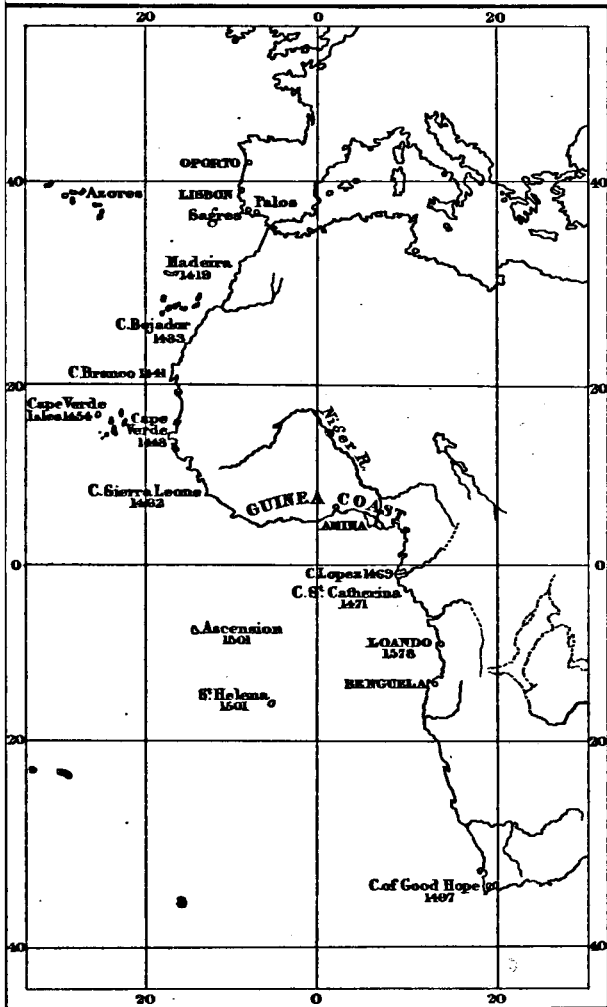 20 0 20
OPORTO
40 Azores LISBON Palos 40
Sagres
Madeira
1419
C. Bojador
1433
C. Branco 1441
20 20
Cape Verde
Isles 1454
Cape
Verde
1448
Niger R.
C. Sierra Leone
1462
GUINEA COAST
AMINA
0 0
C. Lopez 1469
C. St. Catherina
1471
Ascension
1501
LOANDO
1578
BENGUELA
St. Helena
1501
20 20
C. of Good Hope
1497
40 40
20 0 20